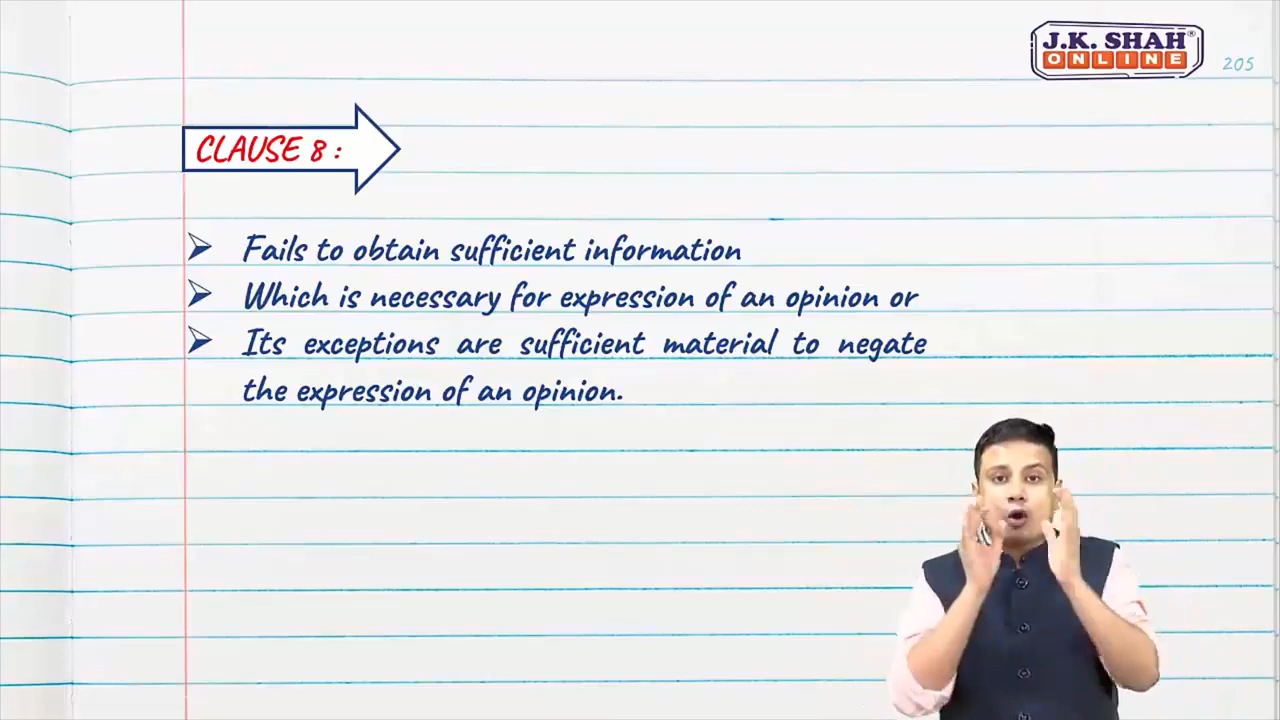 J.K. SHAH®
ONLINE
205
CLAUSE 8 :
Fails to obtain sufficient information
Which is necessary for expression of an opinion or
Its exceptions are sufficient material to negate
the expression of an opinion.